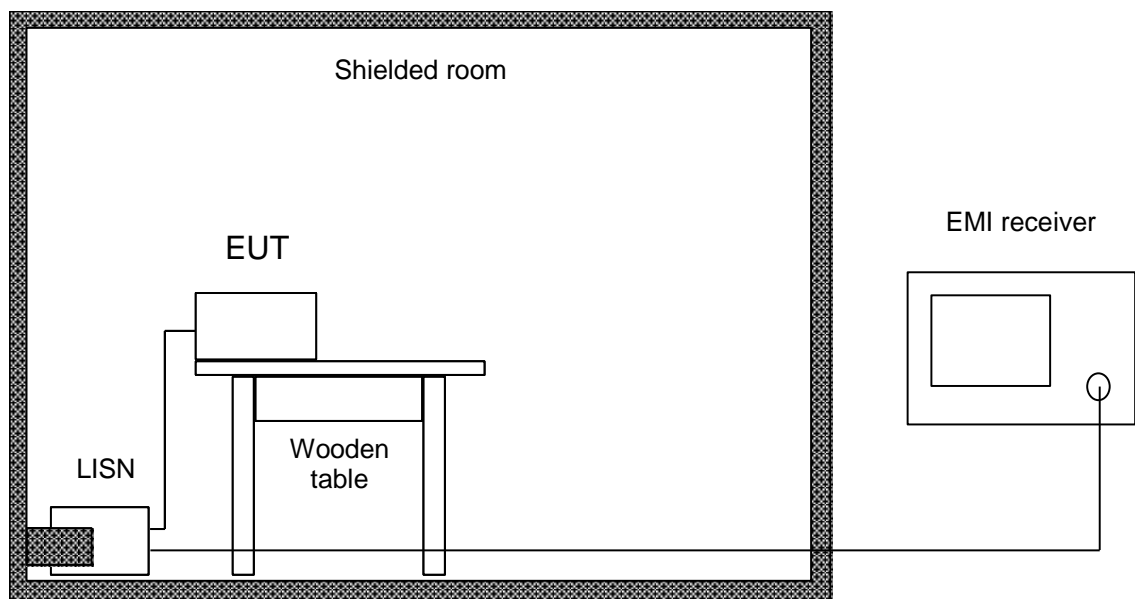 Shielded room
EMI receiver
EUT
Wooden
table
LISN